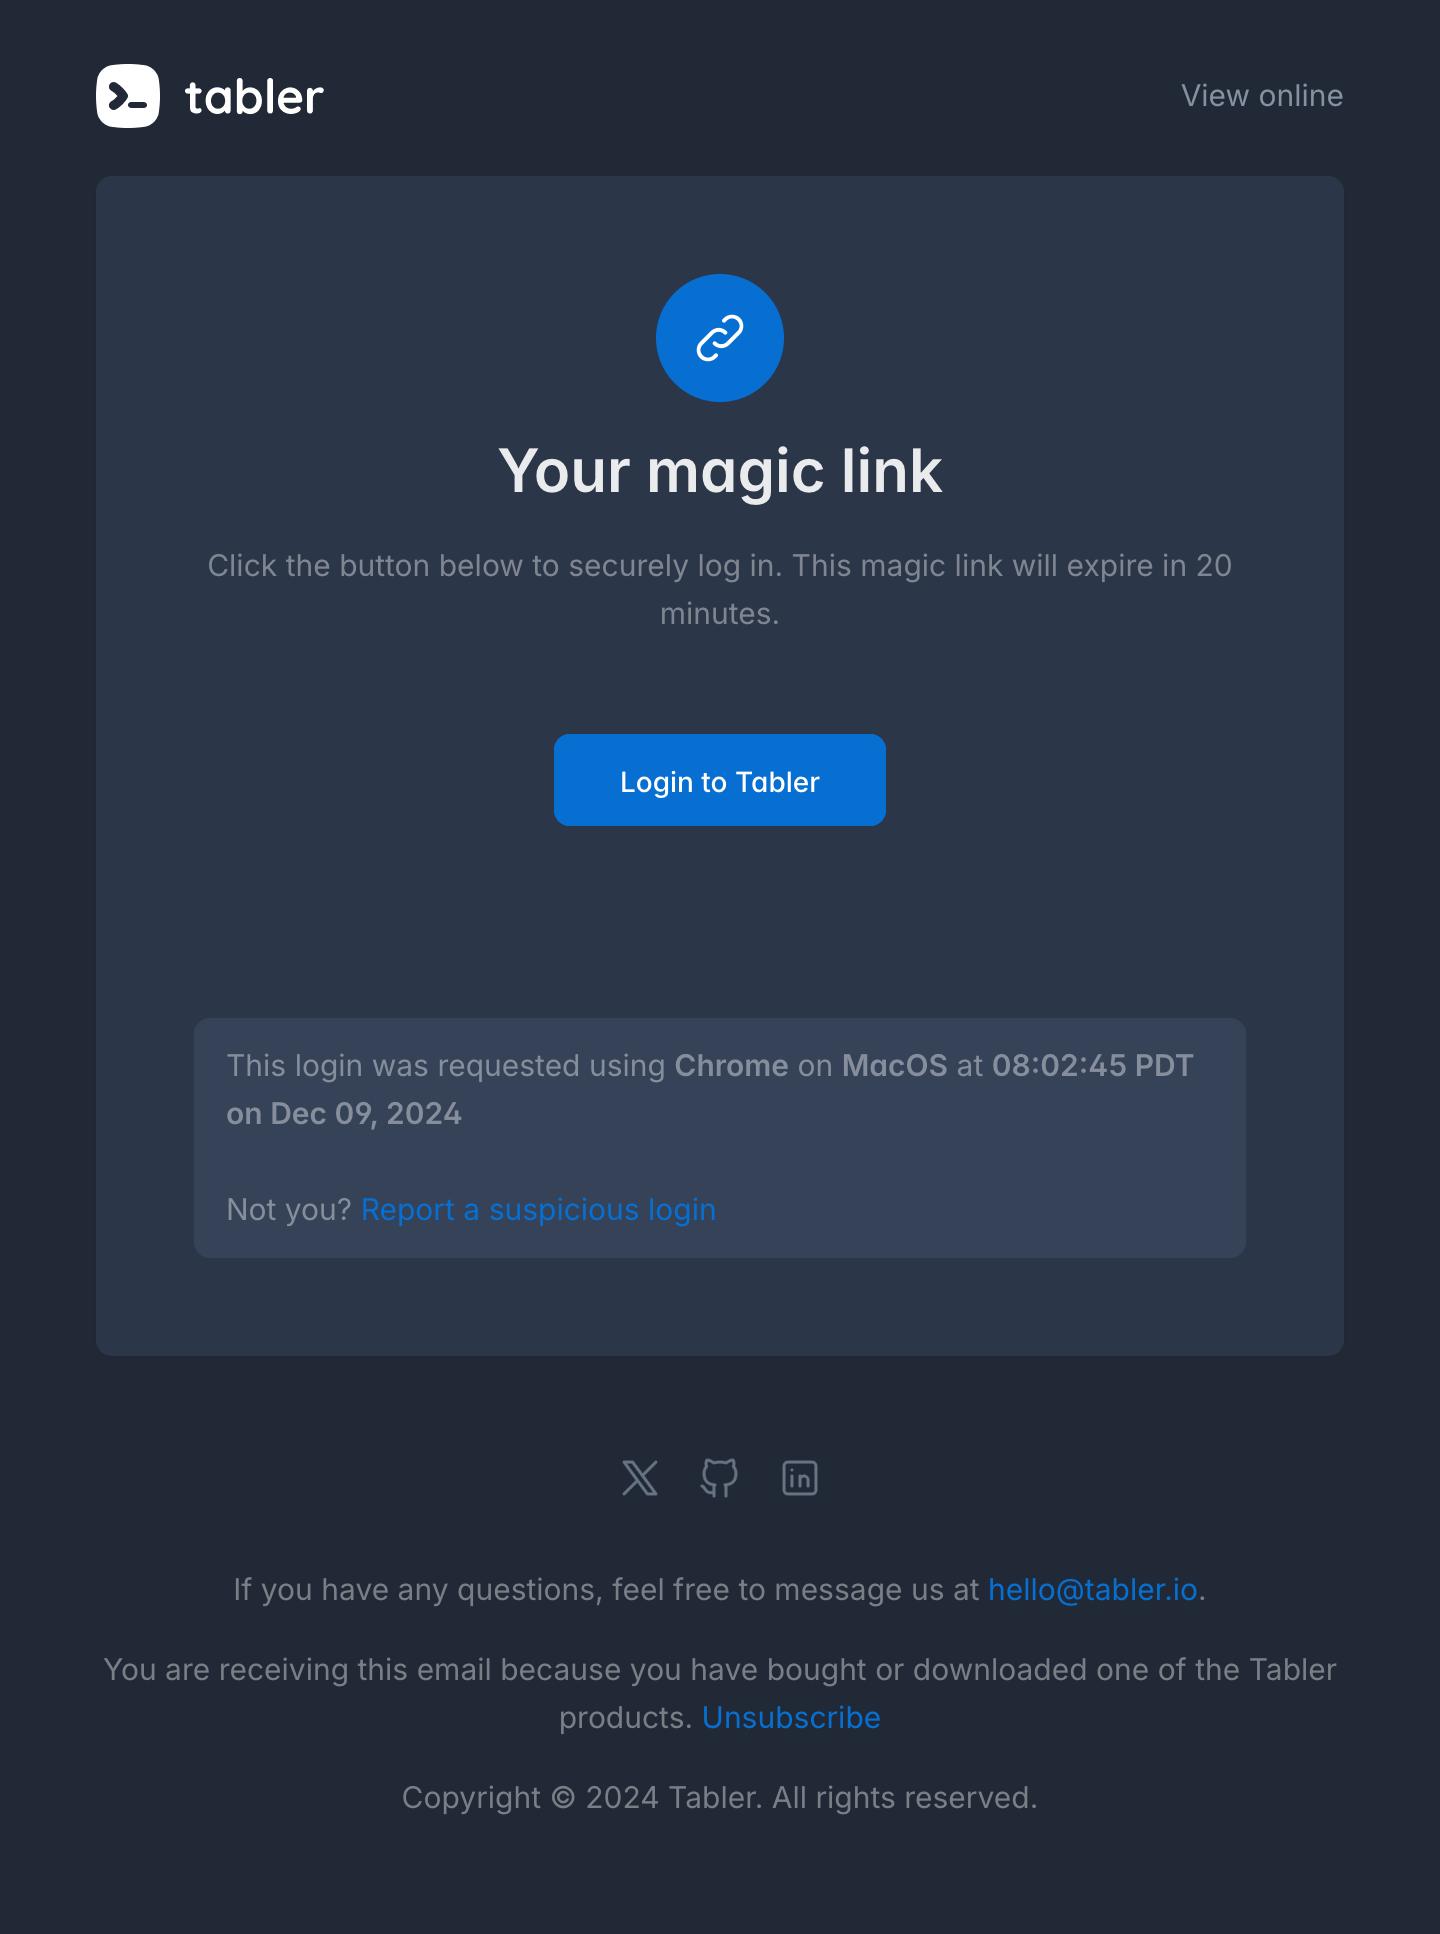 tabler
View online
Your magic link
Click the button below to securely log in. This magic link will expire in 20
minutes.
Login to Tabler
This login was requested using Chrome on MacOS at 08:02:45 PDT
on Dec 09, 2024
Not you? Report a suspicious login
If you have any questions, feel free to message us at hello@tabler.io.
You are receiving this email because you have bought or downloaded one of the Tabler
products. Unsubscribe
Copyright © 2024 Tabler. All rights reserved.